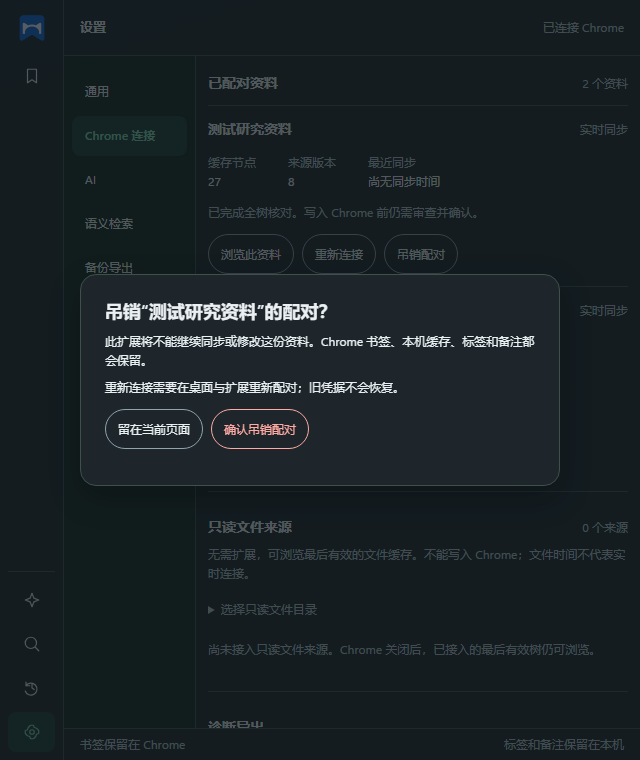 设置
已连接 Chrome
通用
Chrome 连接
AI
语义检索
备份导出
已配对资料
2 个资料
测试研究资料
实时同步
缓存节点
来源版本
最近同步
27
8
尚无同步时间
已完成全树核对。写入 Chrome 前仍需审查并确认。
浏览此资料
重新连接
吊销配对
实时同步
吊销“测试研究资料”的配对?
此扩展将不能继续同步或修改这份资料。Chrome 书签、本机缓存、标签和备注都
会保留。
重新连接需要在桌面与扩展重新配对；旧凭据不会恢复。
留在当前页面
确认吊销配对
只读文件来源
0 个来源
无需扩展，可浏览最后有效的文件缓存。不能写入 Chrome；文件时间不代表实
时连接。
选择只读文件目录
尚未接入只读文件来源。Chrome 关闭后，已接入的最后有效树仍可浏览。
诊断导出
书签保留在 Chrome
标签和备注保留在本机